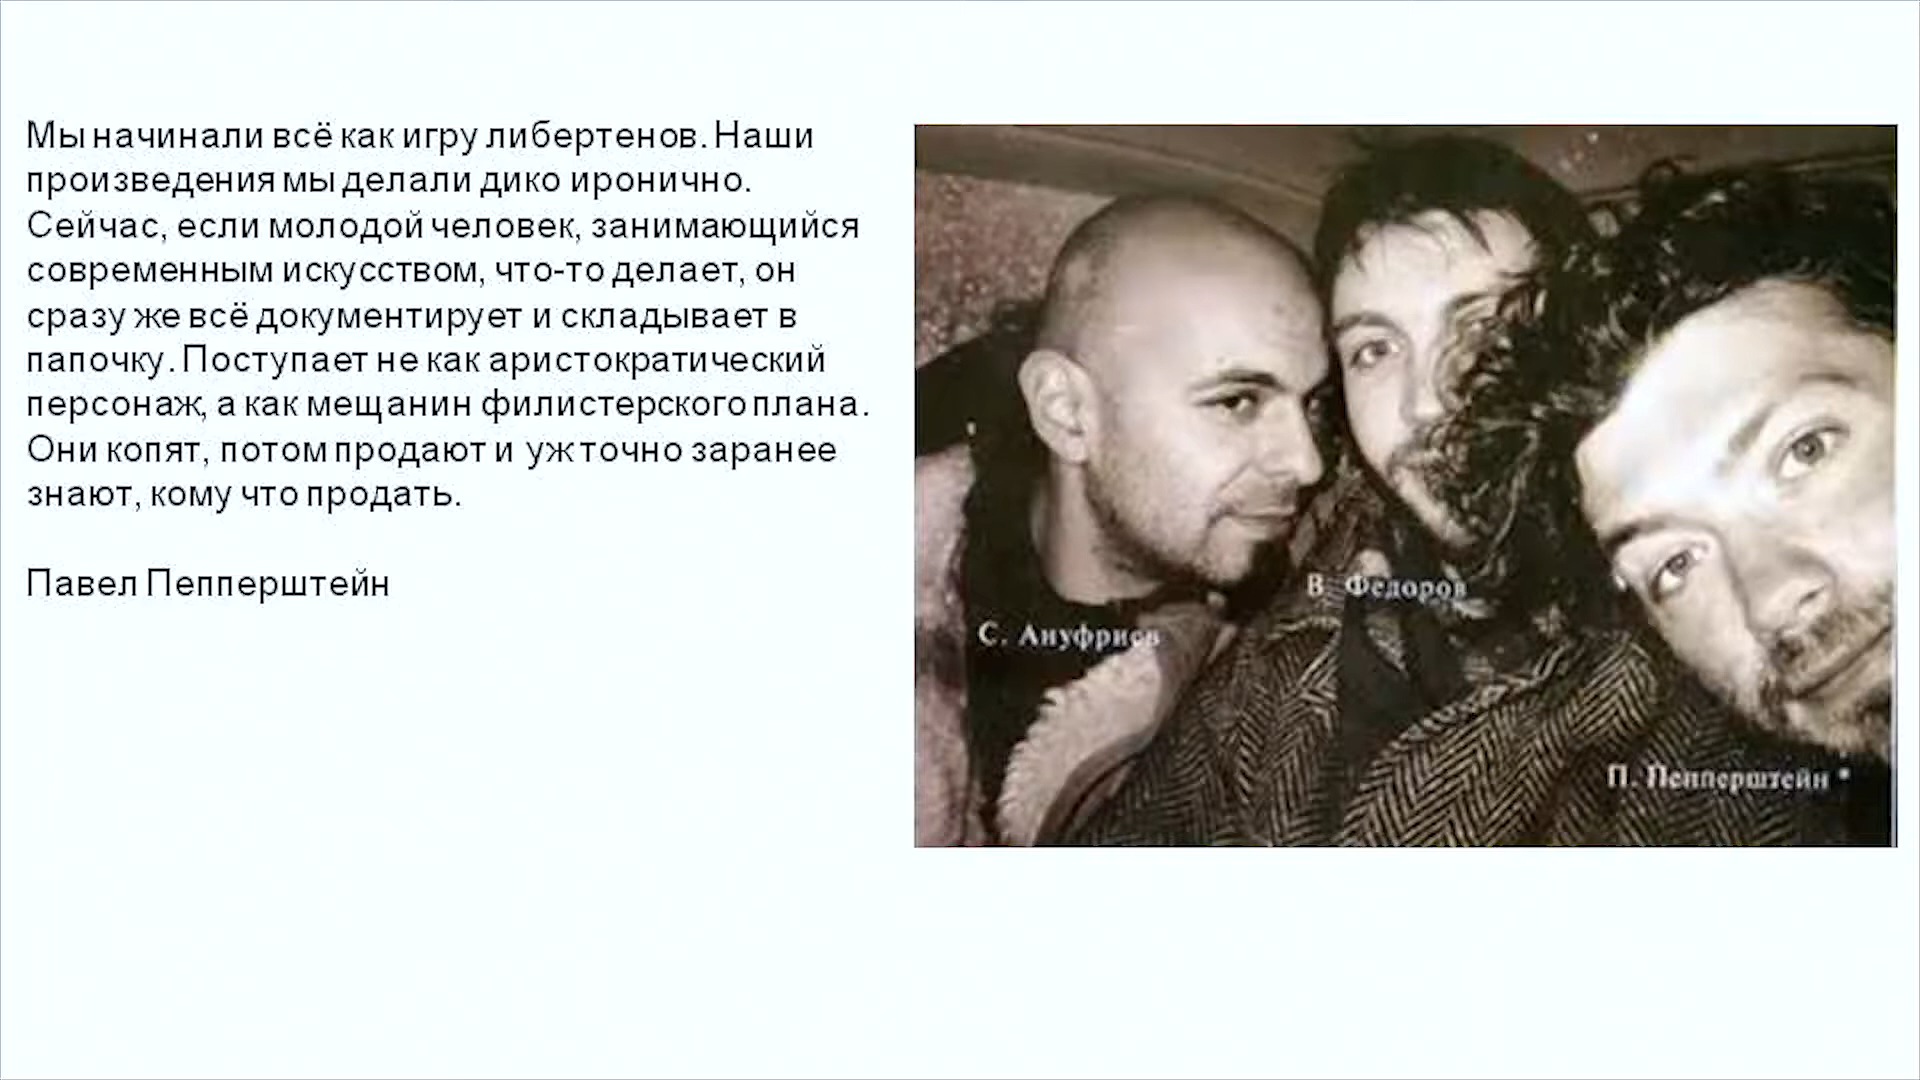 Мы начинали всё как игру либертенов. Наши
произведения мы делали дико иронично.
Сейчас, если молодой человек, занимающийся
современным искусством, что-то делает, он
сразу же всё документирует и складывает в
папочку. Поступает не как аристократический
персонаж, а как мещанин филистерского плана.
Они копят, потом продают и уж точно заранее
знают, кому что продать.
Павел Пепперштейн
В. Федоров
С. Ануфриев
П. Пепперштейн *